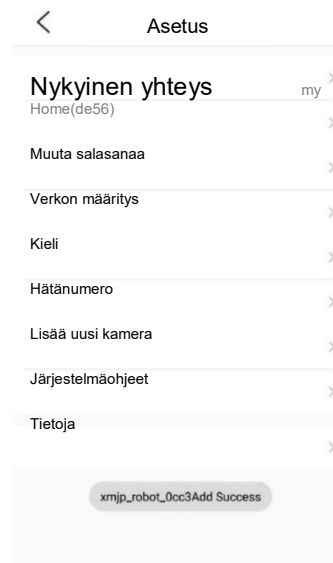 Asetus
Nykyinen yhteys my
Home(de56)
Muuta salasanaa
Verkon määritys
Kieli
Hätänumero
Lisää uusi kamera
Järjestelmäohjeet
Tietoja
xmjp_robot_0cc3Add Success